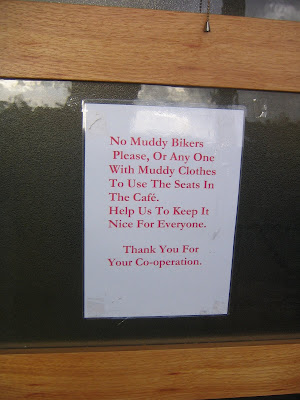 No Muddy Bikers
Please, Or Any One
With Muddy Clothes
To Use The Seats In
The Café.
Help Us To Keep It
Nice For Everyone.
Thank You For
Your Co-operation.